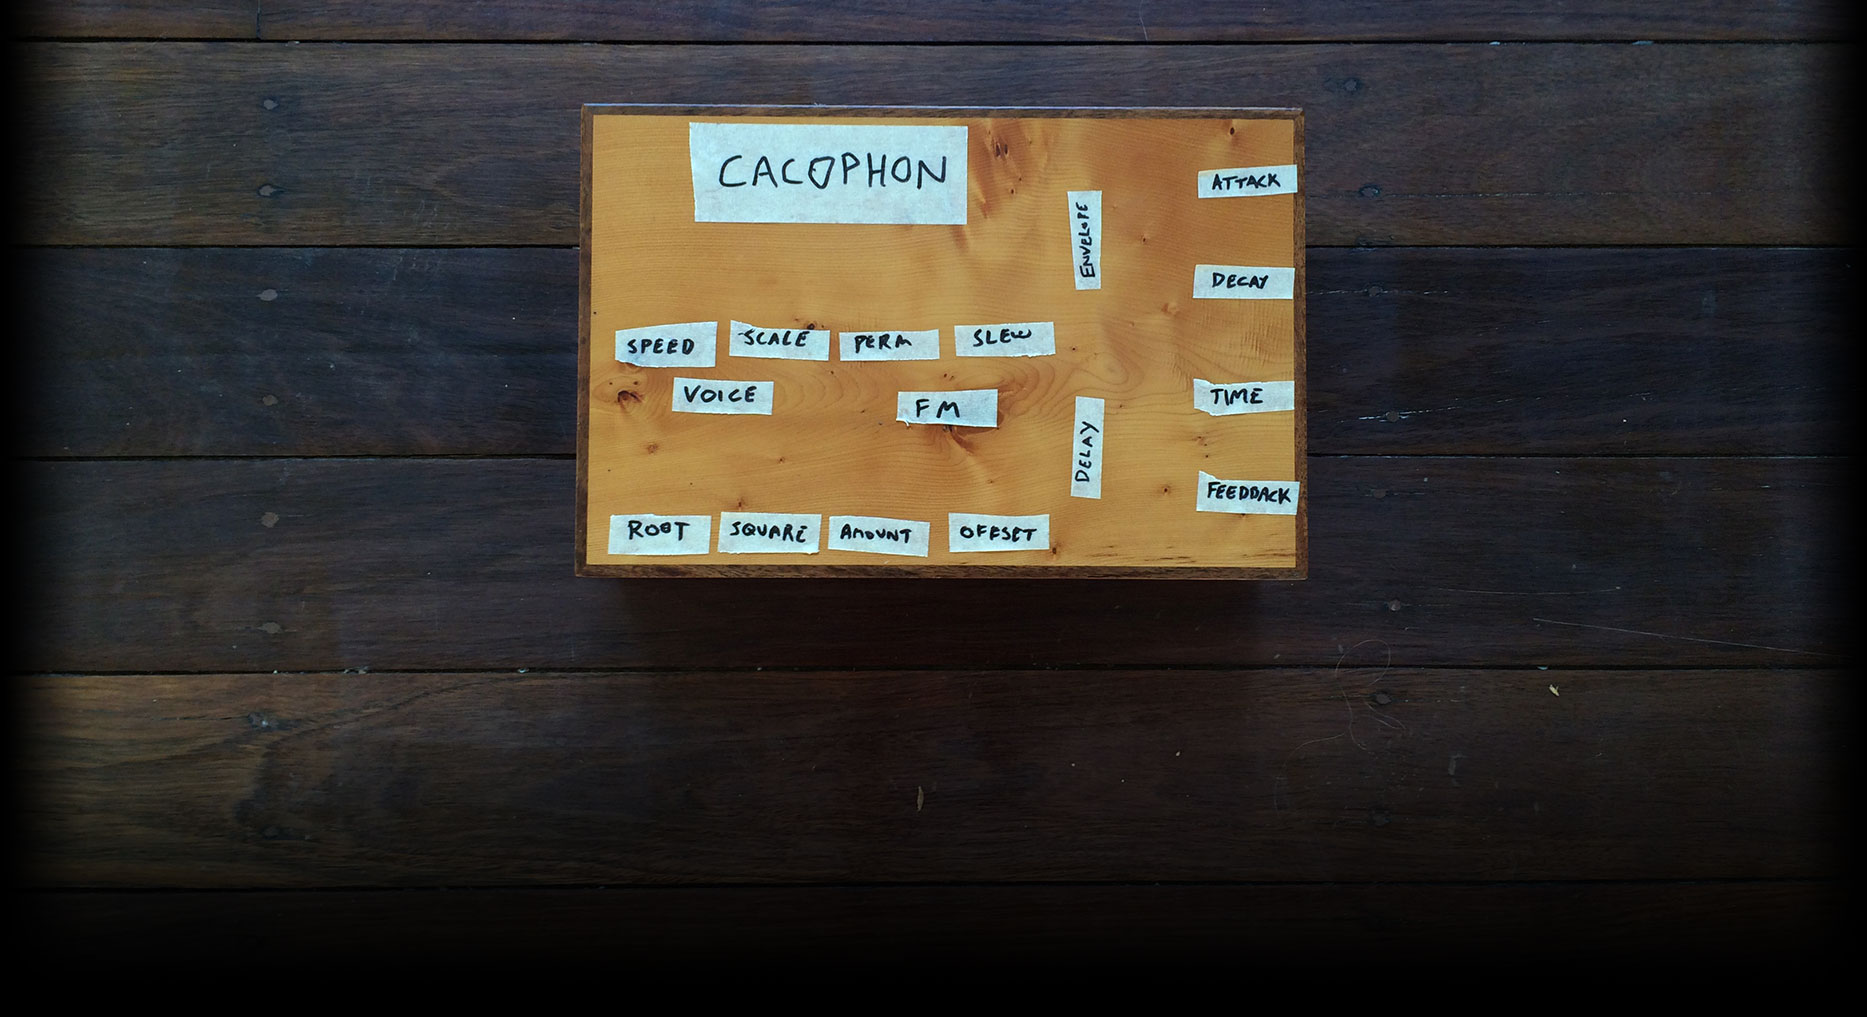 CACOPHON
ATTACK
ENVELOPE
DECAY
SPEED SCALE PERM SLEW
VOICE FM TIME
DELAY
FEEDBACK
ROOT SQUARE AMOUNT OFFSET